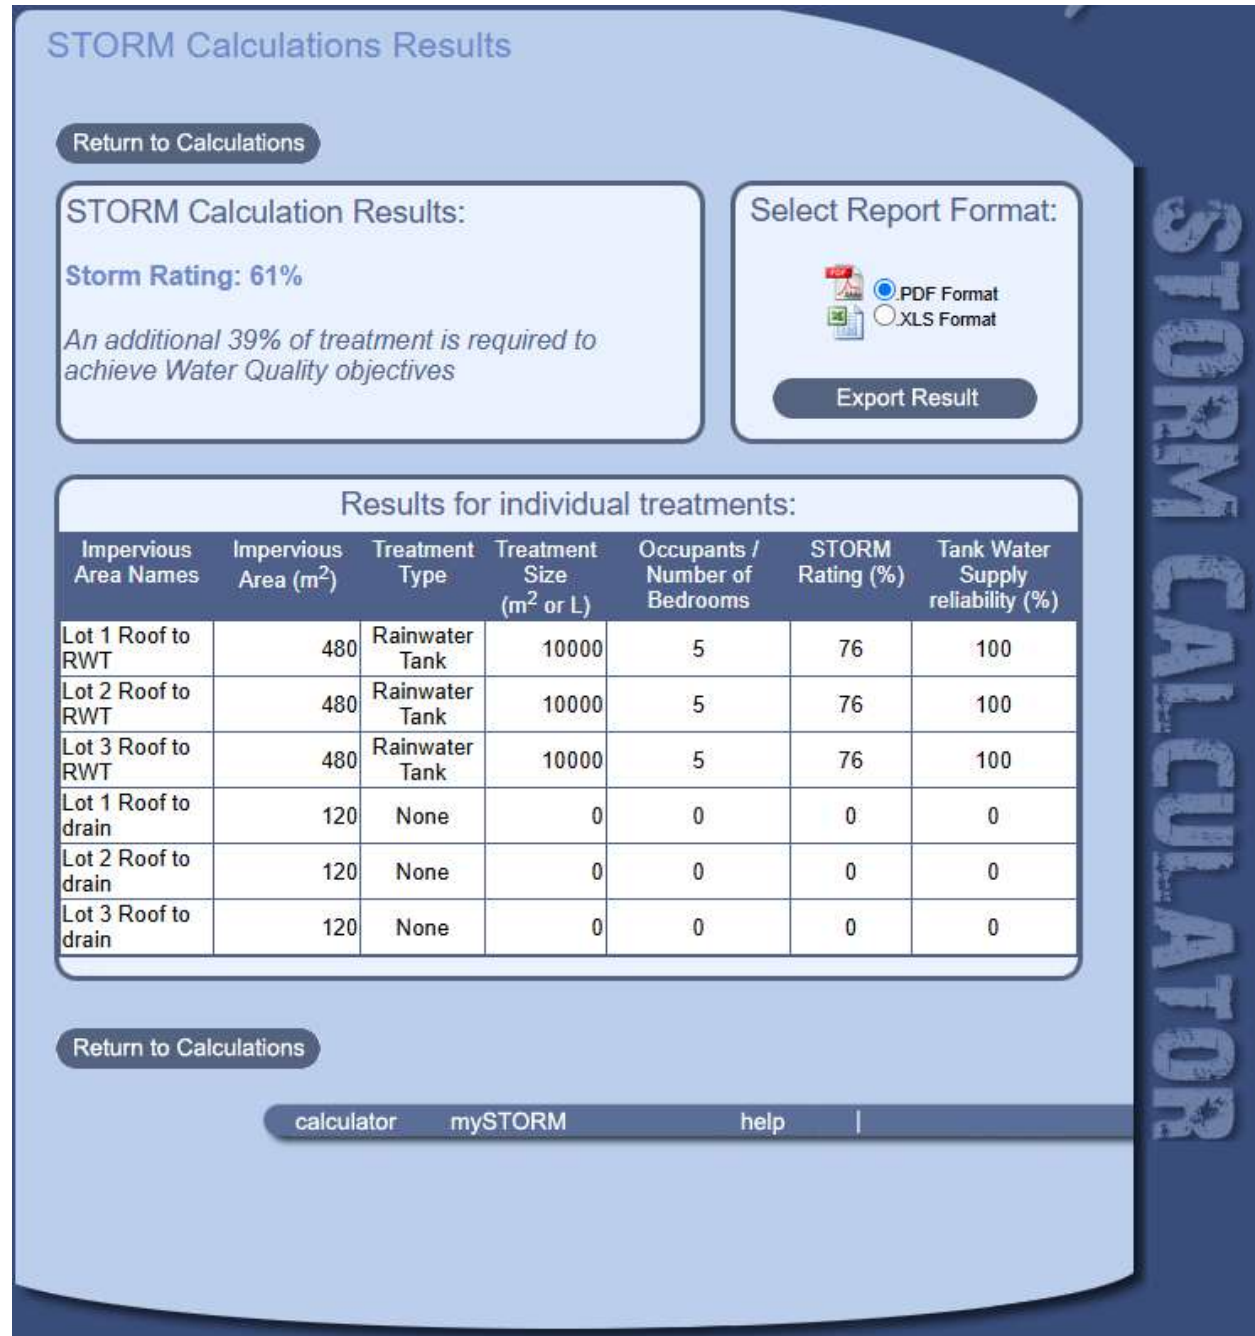 STORM Calculations Results
Return to Calculations
STORM Calculation Results:
Storm Rating: 61%
An additional 39% of treatment is required to
achieve Water Quality objectives
Select Report Format:
.PDF Format
.XLS Format
Export Result
Results for individual treatments:
Impervious Area Names Impervious Area (m²) Treatment Type Treatment Size (m² or L) Occupants / Number of Bedrooms STORM Rating (%) Tank Water Supply reliability (%)
Lot 1 Roof to RWT 480 Rainwater Tank 10000 5 76 100
Lot 2 Roof to RWT 480 Rainwater Tank 10000 5 76 100
Lot 3 Roof to RWT 480 Rainwater Tank 10000 5 76 100
Lot 1 Roof to drain 120 None 0 0 0 0
Lot 2 Roof to drain 120 None 0 0 0 0
Lot 3 Roof to drain 120 None 0 0 0 0
Return to Calculations
calculator mySTORM help |
STORM CALCULATOR